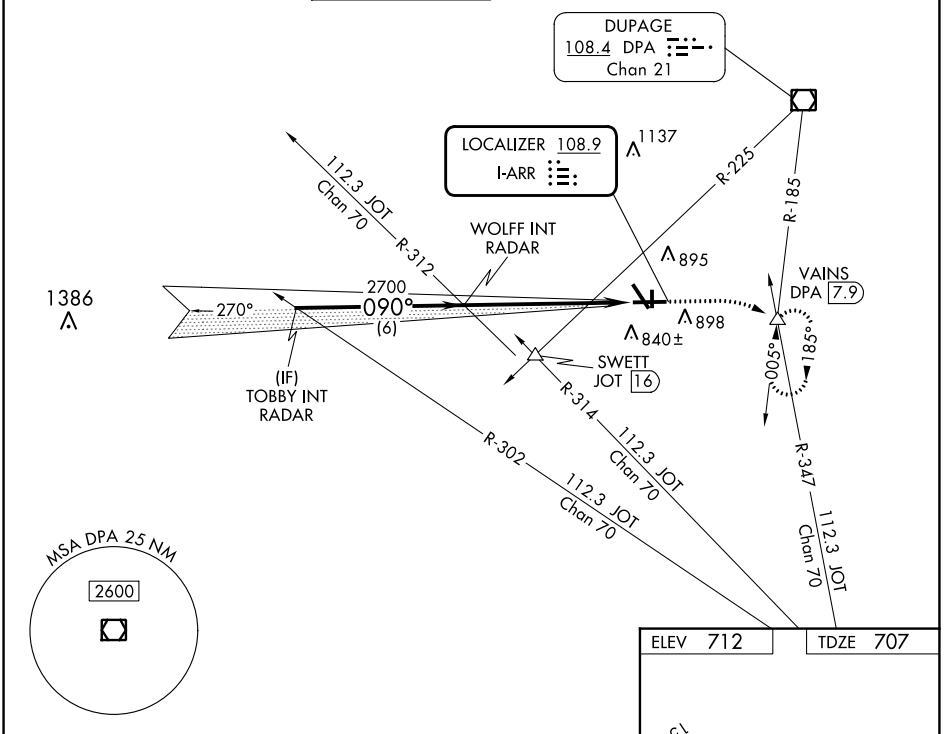 DUPAGE
108.4 DPA
Chan 21
LOCALIZER 108.9
I-ARR
1137
R-225
R-185
112.3 JOT
Chan 70
R-312
WOLFF INT
RADAR
895
VAINS
DPA 7.9
1386
270°
2700
090°
(6)
898
840±
005°
185°
(IF)
TOBBY INT
RADAR
SWETT
JOT 16
R-314
112.3 JOT
Chan 70
R-302
112.3 JOT
Chan 70
R-347
112.3 JOT
Chan 70
MSA DPA 25 NM
2600
ELEV 712
TDZE 707